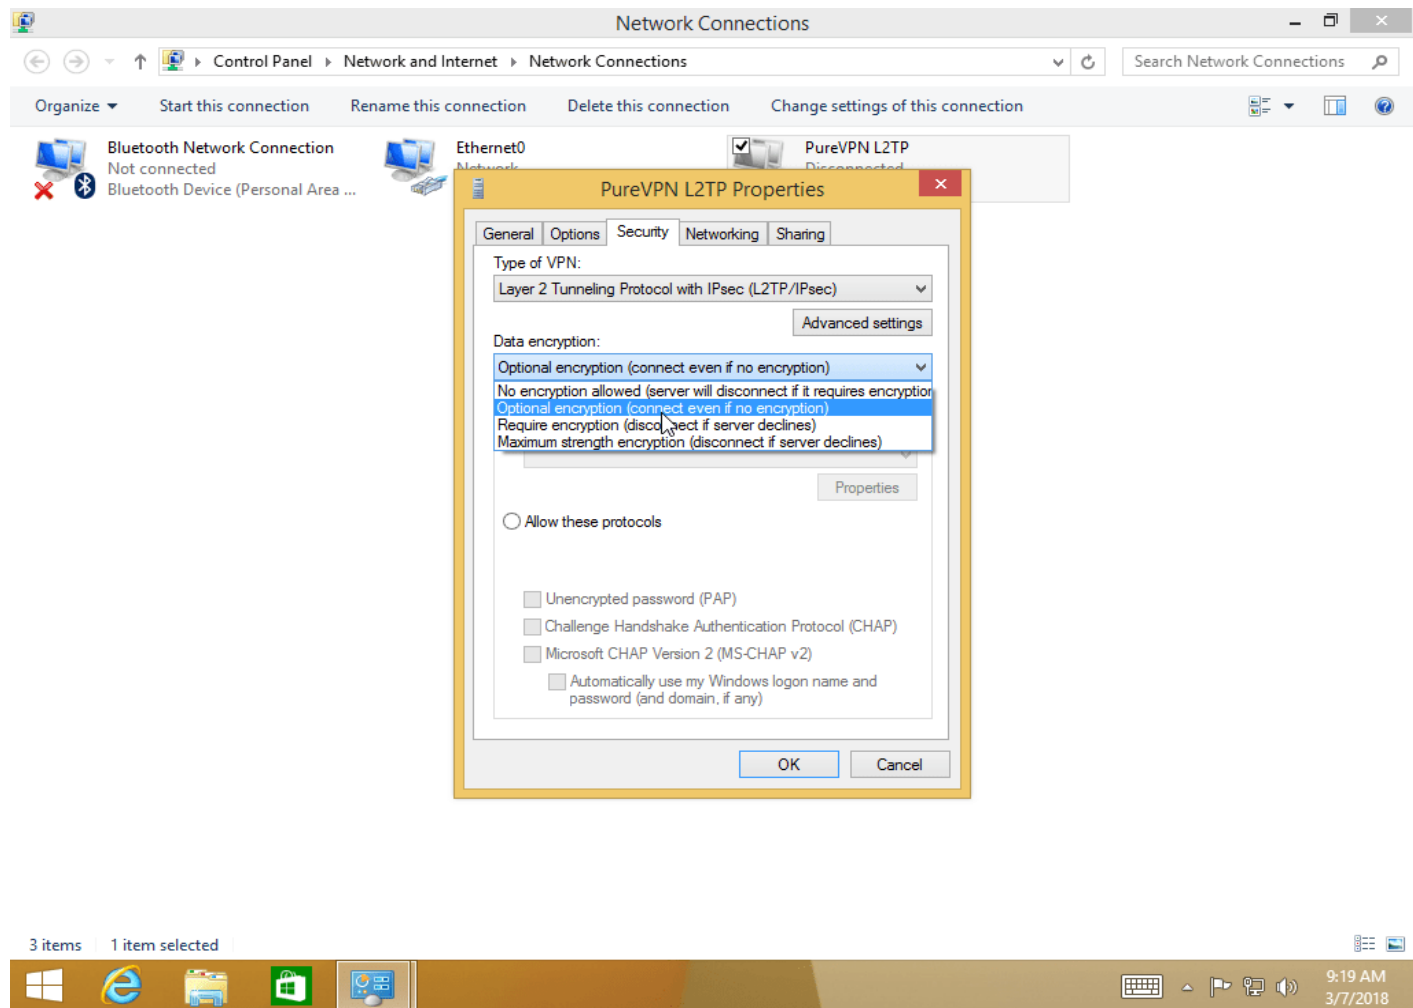 Network Connections
Control Panel Network and Internet Network Connections
Search Network Connections
Organize Start this connection Rename this connection Delete this connection Change settings of this connection
Bluetooth Network Connection
Not connected
Bluetooth Device (Personal Area ...
Ethernet0
Network
PureVPN L2TP
Disconnected
PureVPN L2TP Properties
General Options Security Networking Sharing
Type of VPN:
Layer 2 Tunneling Protocol with IPsec (L2TP/IPsec)
Advanced settings
Data encryption:
Optional encryption (connect even if no encryption)
No encryption allowed (server will disconnect if it requires encryption
Optional encryption (connect even if no encryption)
Require encryption (disconnect if server declines)
Maximum strength encryption (disconnect if server declines)
Properties
Allow these protocols
Unencrypted password (PAP)
Challenge Handshake Authentication Protocol (CHAP)
Microsoft CHAP Version 2 (MS-CHAP v2)
Automatically use my Windows logon name and
password (and domain, if any)
OK Cancel
3 items 1 item selected
9:19 AM
3/7/2018